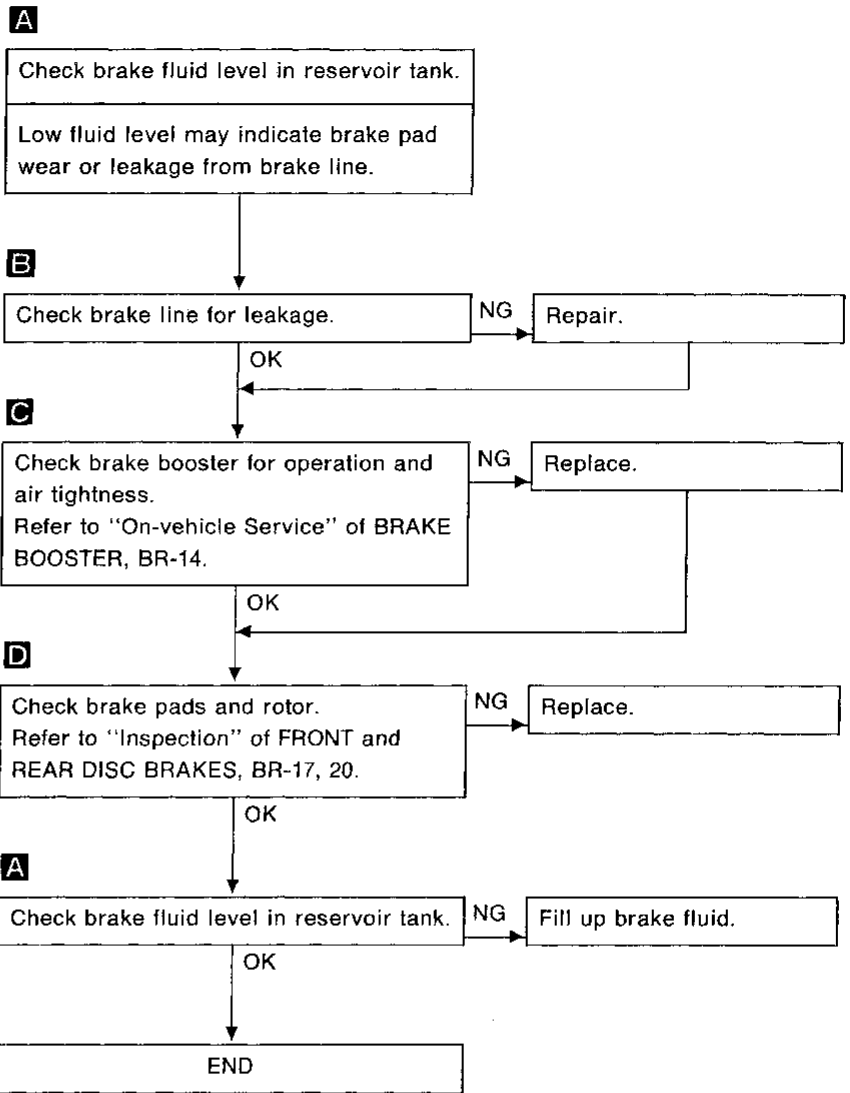 A
Check brake fluid level in reservoir tank.
Low fluid level may indicate brake pad
wear or leakage from brake line.
B
Check brake line for leakage.
NG
Repair.
OK
C
Check brake booster for operation and
air tightness.
Refer to "On-vehicle Service" of BRAKE
BOOSTER, BR-14.
NG
Replace.
OK
D
Check brake pads and rotor.
Refer to "Inspection" of FRONT and
REAR DISC BRAKES, BR-17, 20.
NG
Replace.
OK
A
Check brake fluid level in reservoir tank.
NG
Fill up brake fluid.
OK
END